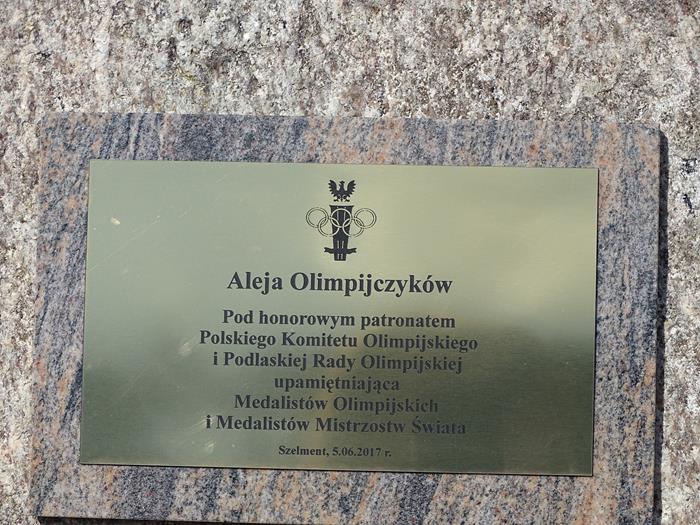 Aleja Olimpijczyków
Pod honorowym patronatem
Polskiego Komitetu Olimpijskiego
i Podlaskiej Rady Olimpijskiej
upamiętniająca
Medalistów Olimpijskich
i Medalistów Mistrzostw Świata
Szelment, 5.06.2017 r.